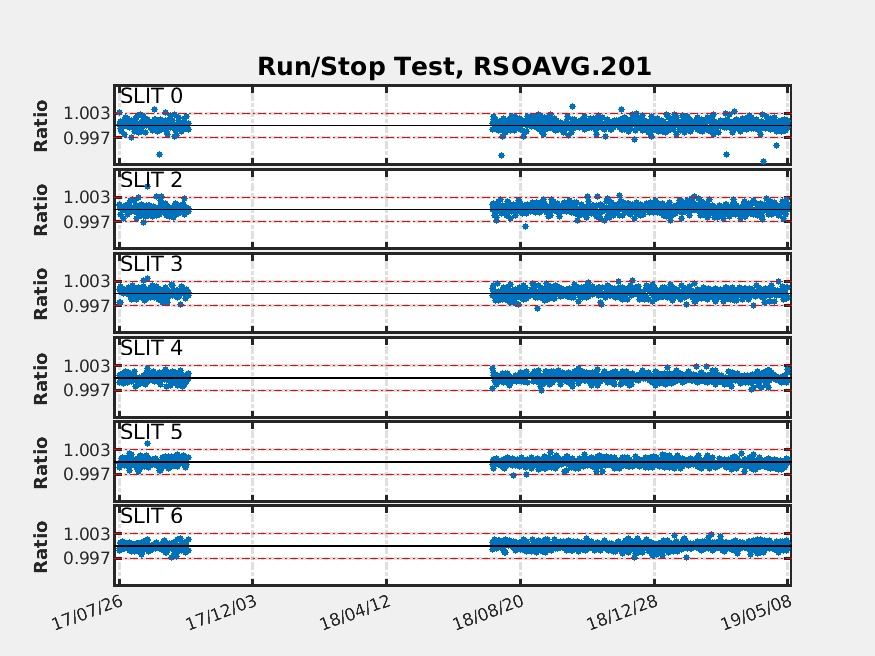 Run/Stop Test, RSOAVG.201
SLIT 0
Ratio
1.003
0.997
SLIT 2
Ratio
1.003
0.997
SLIT 3
Ratio
1.003
0.997
SLIT 4
Ratio
1.003
0.997
SLIT 5
Ratio
1.003
0.997
SLIT 6
Ratio
1.003
0.997
17/07/26 17/12/03 18/04/12 18/08/20 18/12/28 19/05/08